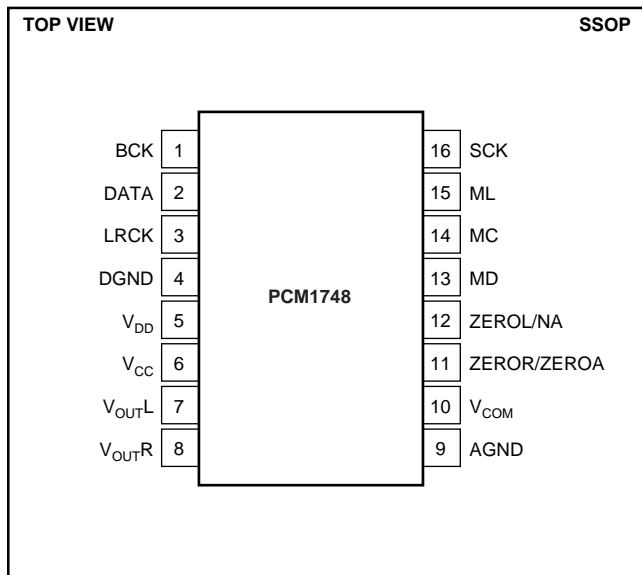 TOP VIEW SSOP
BCK 1 16 SCK
DATA 2 15 ML
LRCK 3 14 MC
DGND 4 13 MD
PCM1748
VDD 5 12 ZEROL/NA
VCC 6 11 ZEROR/ZEROA
VOUTL 7 10 VCOM
VOUTR 8 9 AGND